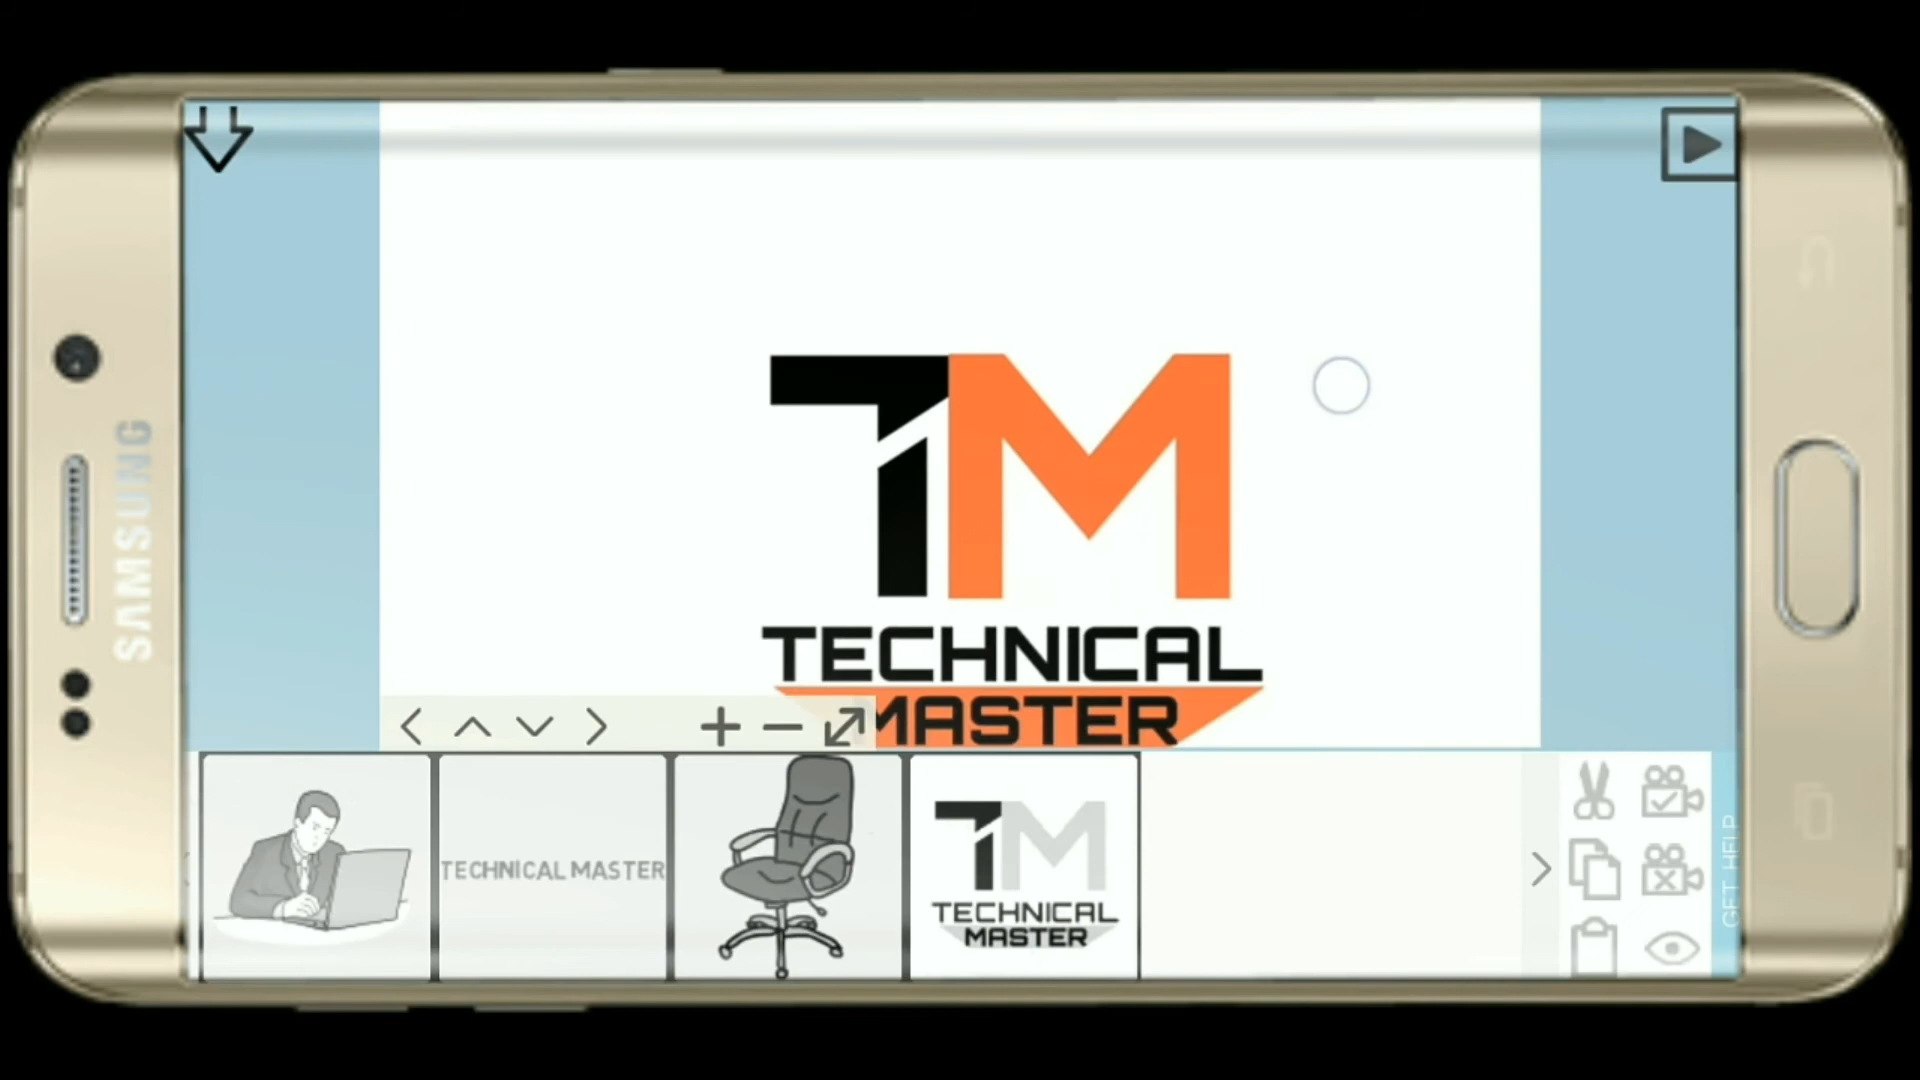 SAMSUNG
TM
TECHNICAL
MASTER
TECHNICAL MASTER
TM
TECHNICAL
MASTER
GET HELP